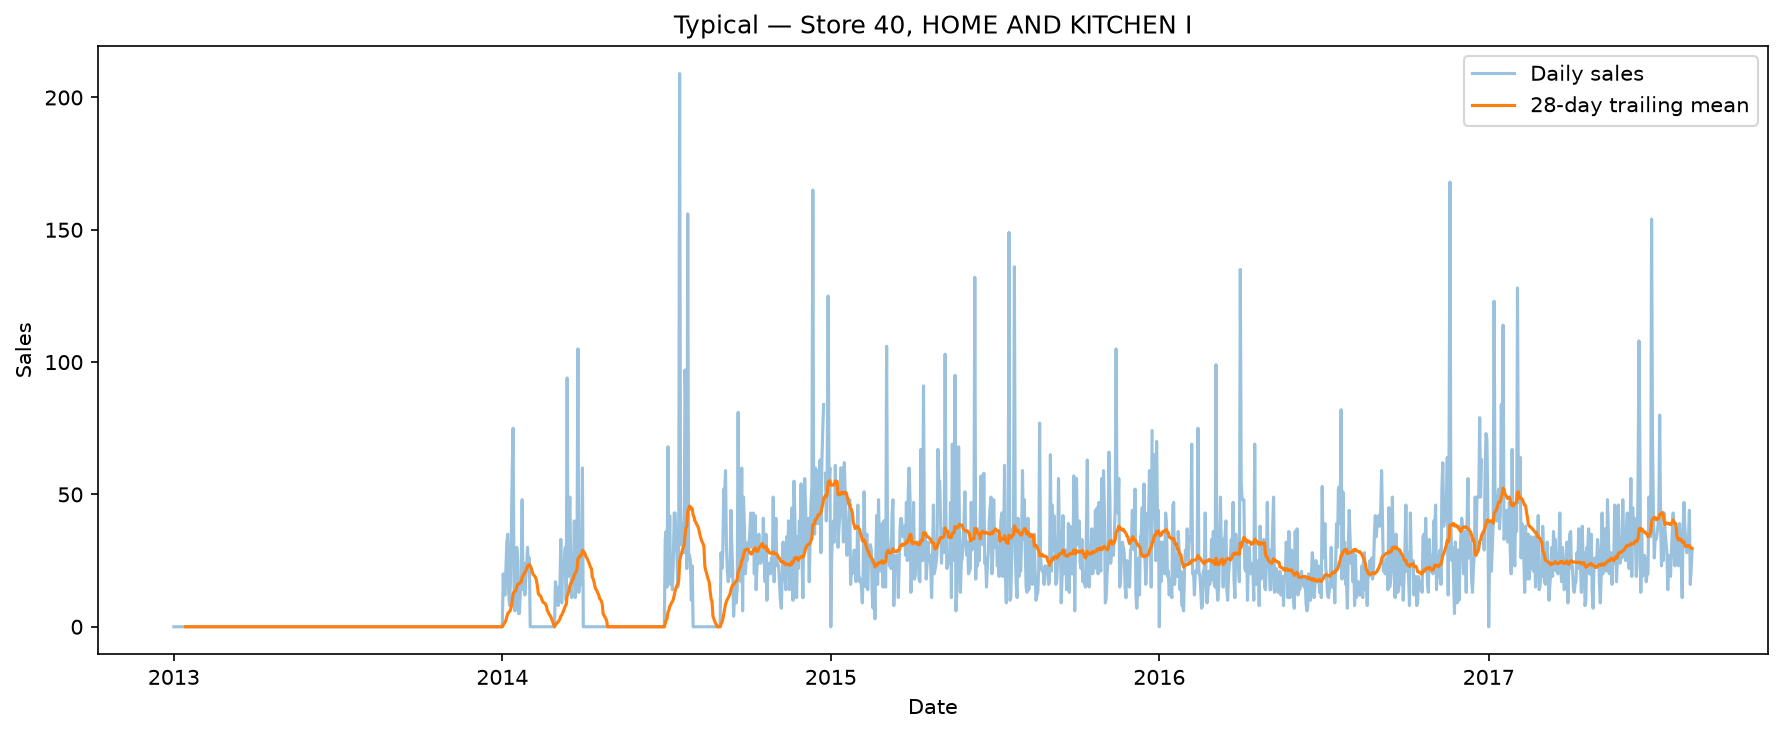 Typical — Store 40, HOME AND KITCHEN I
Daily sales
28-day trailing mean
Sales
200
150
100
50
0
2013
2014
2015
2016
2017
Date